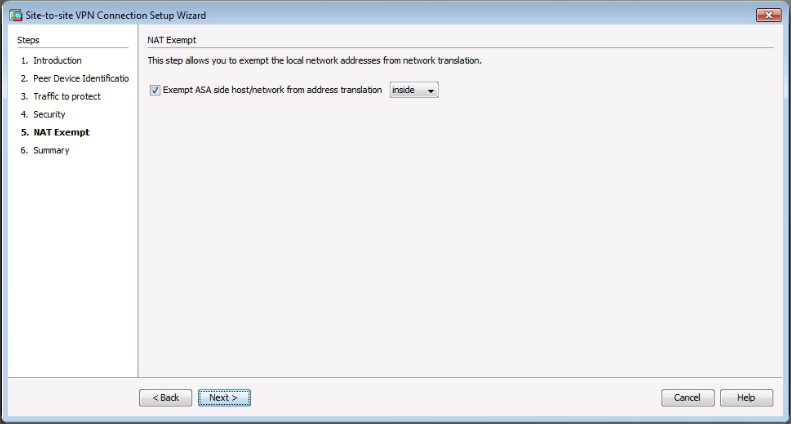 Site-to-site VPN Connection Setup Wizard
Steps
1. Introduction
2. Peer Device Identificatio
3. Traffic to protect
4. Security
5. NAT Exempt
6. Summary
NAT Exempt
This step allows you to exempt the local network addresses from network translation.
Exempt ASA side host/network from address translation inside
< Back Next > Cancel Help